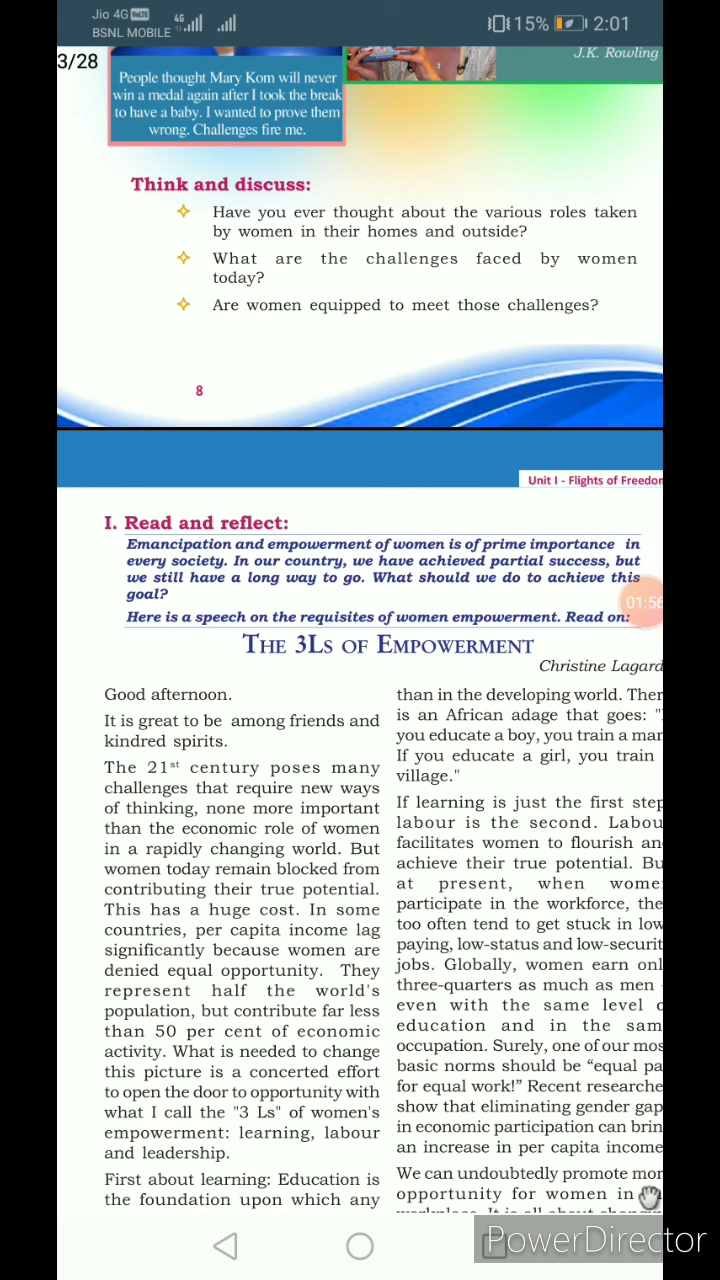 Jio 4G VoLTE 4G 15% 2:01
BSNL MOBILE
3/28
J.K. Rowling
People thought Mary Kom will never
win a medal again after I took the break
to have a baby. I wanted to prove them
wrong. Challenges fire me.
Think and discuss:
Have you ever thought about the various roles taken
by women in their homes and outside?
What are the challenges faced by women
today?
Are women equipped to meet those challenges?
8
Unit I - Flights of Freedom
I. Read and reflect:
Emancipation and empowerment of women is of prime importance in
every society. In our country, we have achieved partial success, but
we still have a long way to go. What should we do to achieve this
goal?
01:56
Here is a speech on the requisites of women empowerment. Read on:
THE 3LS OF EMPOWERMENT
Christine Lagard
Good afternoon.
It is great to be among friends and
kindred spirits.
The 21st century poses many
challenges that require new ways
of thinking, none more important
than the economic role of women
in a rapidly changing world. But
women today remain blocked from
contributing their true potential.
This has a huge cost. In some
countries, per capita income lag
significantly because women are
denied equal opportunity. They
represent half the world's
population, but contribute far less
than 50 per cent of economic
activity. What is needed to change
this picture is a concerted effort
to open the door to opportunity with
what I call the "3 Ls" of women's
empowerment: learning, labour
and leadership.
First about learning: Education is
the foundation upon which any
than in the developing world. Ther
is an African adage that goes: "
you educate a boy, you train a man
If you educate a girl, you train
village."
If learning is just the first step
labour is the second. Labou
facilitates women to flourish an
achieve their true potential. Bu
at present, when wome
participate in the workforce, the
too often tend to get stuck in low
paying, low-status and low-securit
jobs. Globally, women earn onl
three-quarters as much as men -
even with the same level o
education and in the sam
occupation. Surely, one of our mos
basic norms should be “equal pa
for equal work!” Recent researche
show that eliminating gender gap
in economic participation can brin
an increase in per capita income
We can undoubtedly promote mor
opportunity for women in
PowerDirector